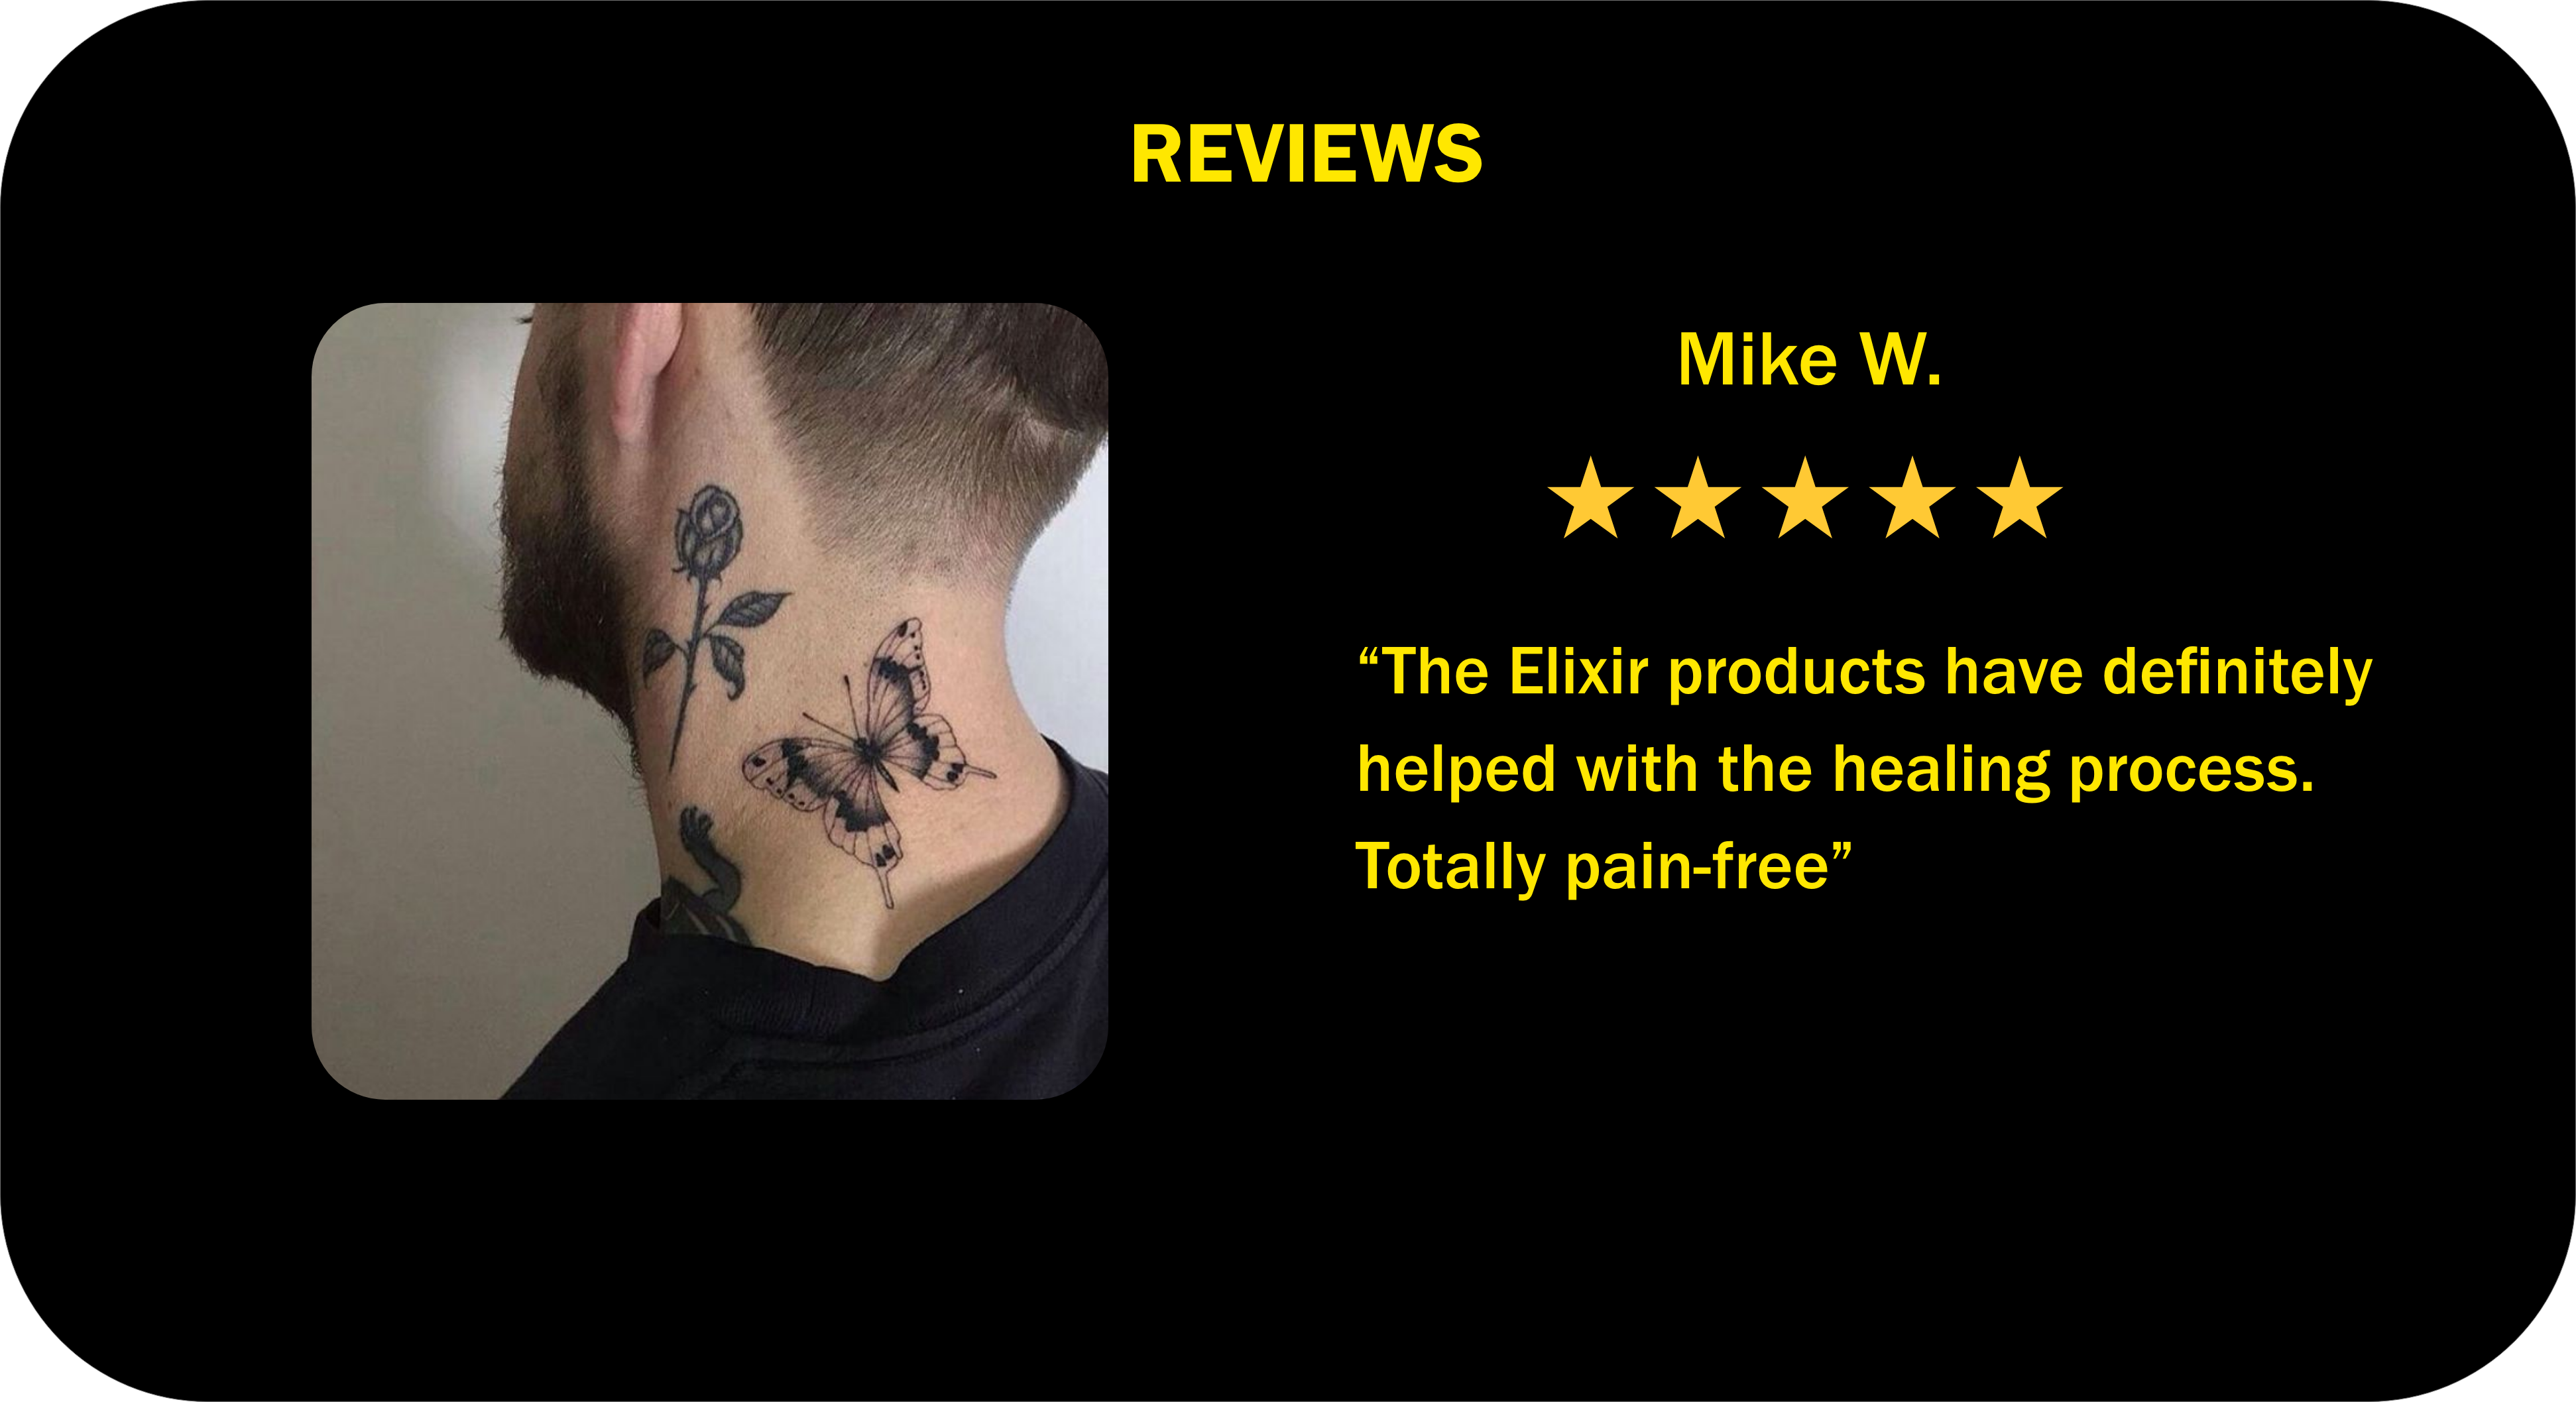 REVIEWS
Mike W.
“The Elixir products have definitely
helped with the healing process.
Totally pain-free”